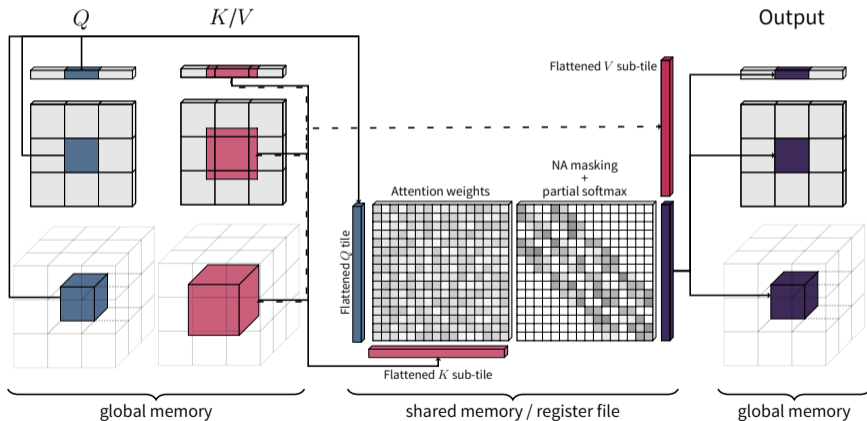 Q
K/V
Output
Flattened V sub-tile
NA masking
+
partial softmax
Attention weights
Flattened Q tile
Flattened K sub-tile
global memory
shared memory / register file
global memory